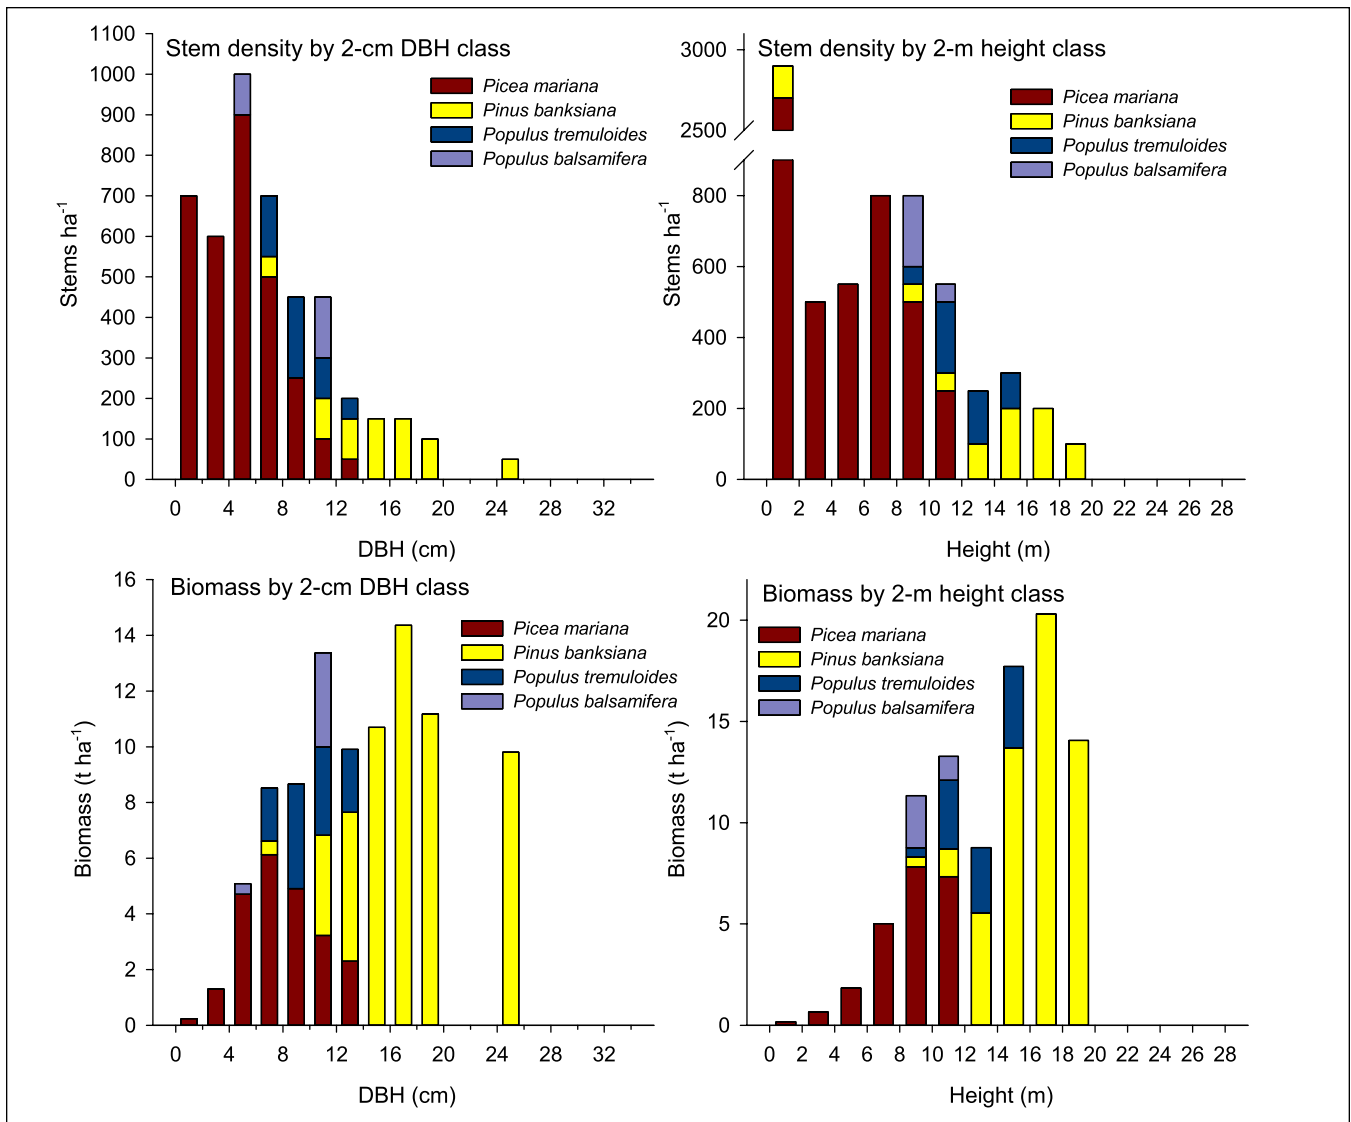 Stem density by 2-cm DBH class
Picea mariana
Pinus banksiana
Populus tremuloides
Populus balsamifera
1100
1000
900
800
700
600
500
400
300
200
100
0
Stems ha-1
0 4 8 12 16 20 24 28 32
DBH (cm)
Stem density by 2-m height class
Picea mariana
Pinus banksiana
Populus tremuloides
Populus balsamifera
3000
2500
800
600
400
200
0
Stems ha-1
0 2 4 6 8 10 12 14 16 18 20 22 24 26 28
Height (m)
Biomass by 2-cm DBH class
Picea mariana
Pinus banksiana
Populus tremuloides
Populus balsamifera
16
14
12
10
8
6
4
2
0
Biomass (t ha-1)
0 4 8 12 16 20 24 28 32
DBH (cm)
Biomass by 2-m height class
Picea mariana
Pinus banksiana
Populus tremuloides
Populus balsamifera
20
15
10
5
0
Biomass (t ha-1)
0 2 4 6 8 10 12 14 16 18 20 22 24 26 28
Height (m)